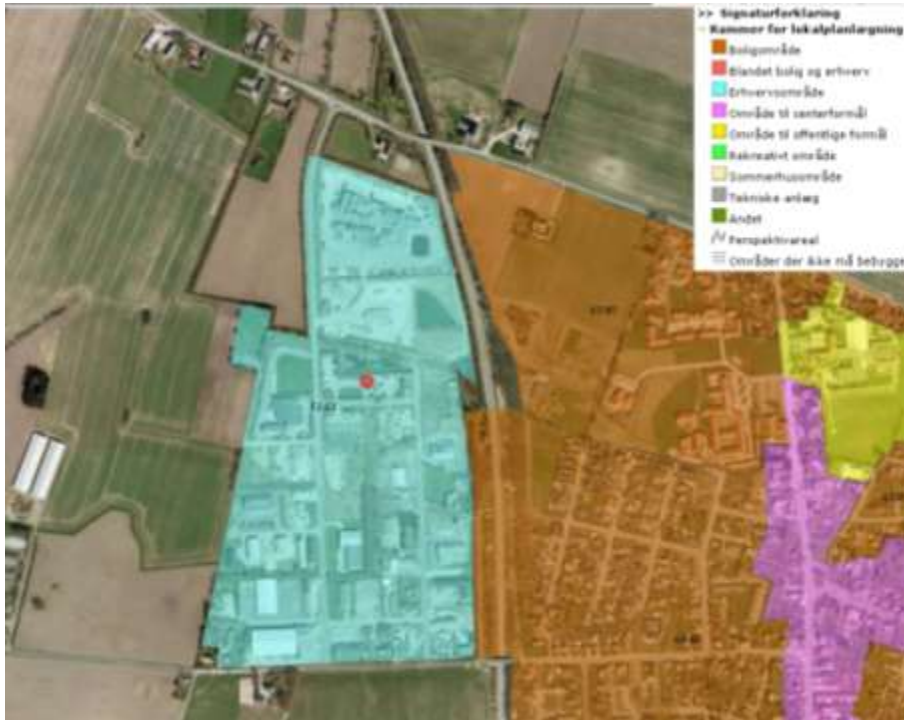 >> Signaturforklaring
Rammer for lokalplanlægning
Boligområde
Blandet bolig og erhverv
Erhvervsområde
Område til centerformål
Område til offentlige formål
Rekreativt område
Sommerhusområde
Tekniske anlæg
Andet
Perspektivareal
Områder der ikke må bebygge